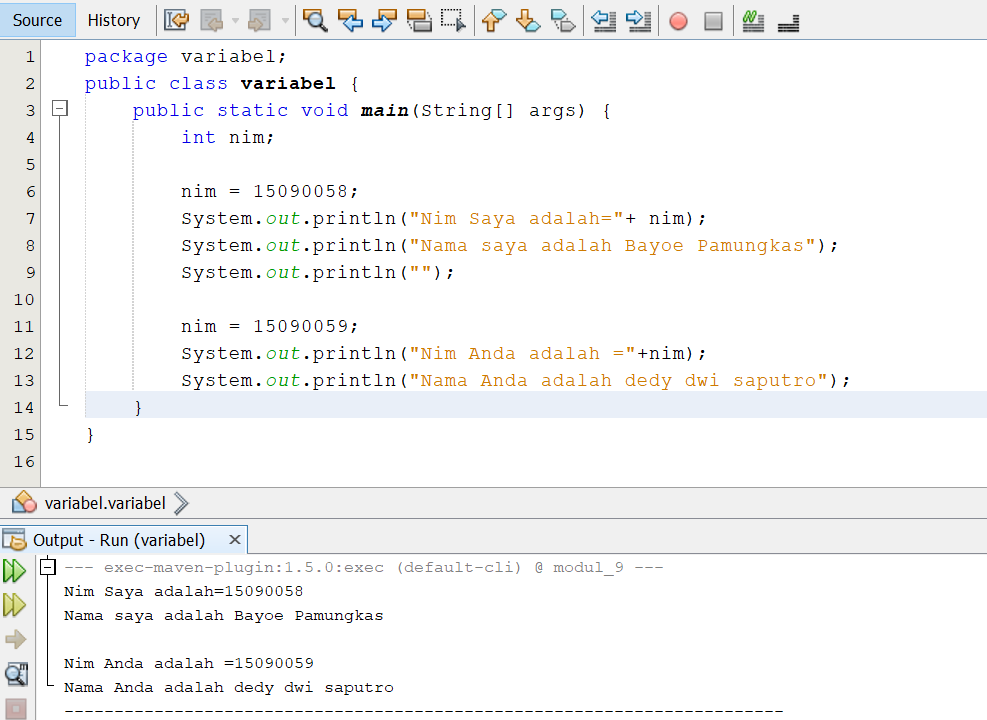 Source History
1 package variabel;
2 public class variabel {
3 public static void main(String[] args) {
4 int nim;
5
6 nim = 15090058;
7 System.out.println("Nim Saya adalah="+ nim);
8 System.out.println("Nama saya adalah Bayoe Pamungkas");
9 System.out.println("");
10
11 nim = 15090059;
12 System.out.println("Nim Anda adalah ="+nim);
13 System.out.println("Nama Anda adalah dedy dwi saputro");
14 }
15 }
16
variabel.variabel
Output - Run (variabel) ×
--- exec-maven-plugin:1.5.0:exec (default-cli) @ modul_9 ---
Nim Saya adalah=15090058
Nama saya adalah Bayoe Pamungkas
Nim Anda adalah =15090059
Nama Anda adalah dedy dwi saputro
------------------------------------------------------------------------